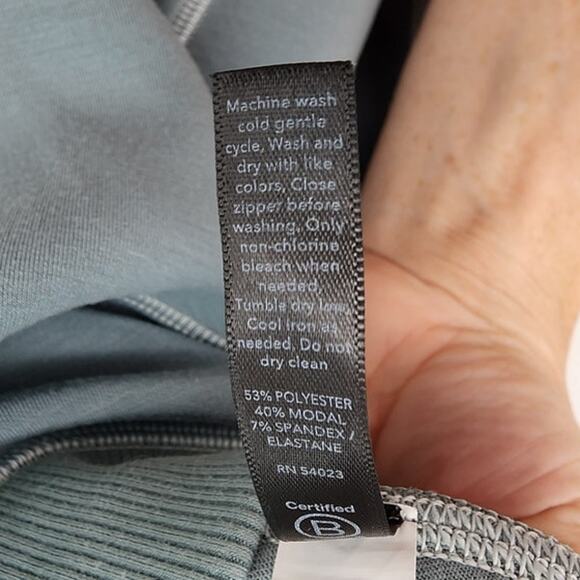 Machine wash
cold gentle
cycle, Wash and
dry with like
colors, Close
zipper before
washing, Only
non-chlorine
bleach when
needed,
Tumble dry low,
Cool iron as
needed, Do not
dry clean
53% POLYESTER
40% MODAL
7% SPANDEX /
ELASTANE
RN 54023
Certified
B